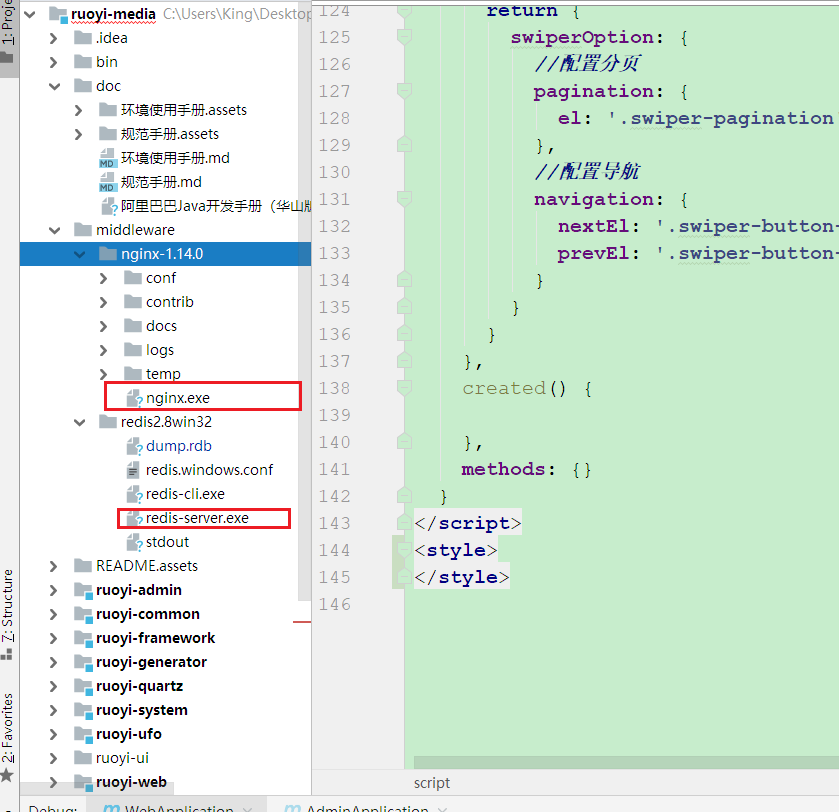 1: Proje
ruoyi-media C:\Users\King\Desktop
.idea
bin
doc
环境使用手册.assets
规范手册.assets
环境使用手册.md
规范手册.md
阿里巴巴Java开发手册（华山版
middleware
nginx-1.14.0
conf
contrib
docs
logs
temp
nginx.exe
redis2.8win32
dump.rdb
redis.windows.conf
redis-cli.exe
redis-server.exe
stdout
README.assets
ruoyi-admin
ruoyi-common
ruoyi-framework
ruoyi-generator
ruoyi-quartz
ruoyi-system
ruoyi-ufo
ruoyi-ui
ruoyi-web
7: Structure
2: Favorites
124 return {
125 swiperOption: {
126 //配置分页
127 pagination: {
128 el: '.swiper-pagination
129 },
130 //配置导航
131 navigation: {
132 nextEl: '.swiper-button-
133 prevEl: '.swiper-button-
134 }
135 }
136 }
137 },
138 created() {
139
140 },
141 methods: {}
142 }
143 </script>
144 <style>
145 </style>
146
script
Debug: WebApplication × AdminApplication ×